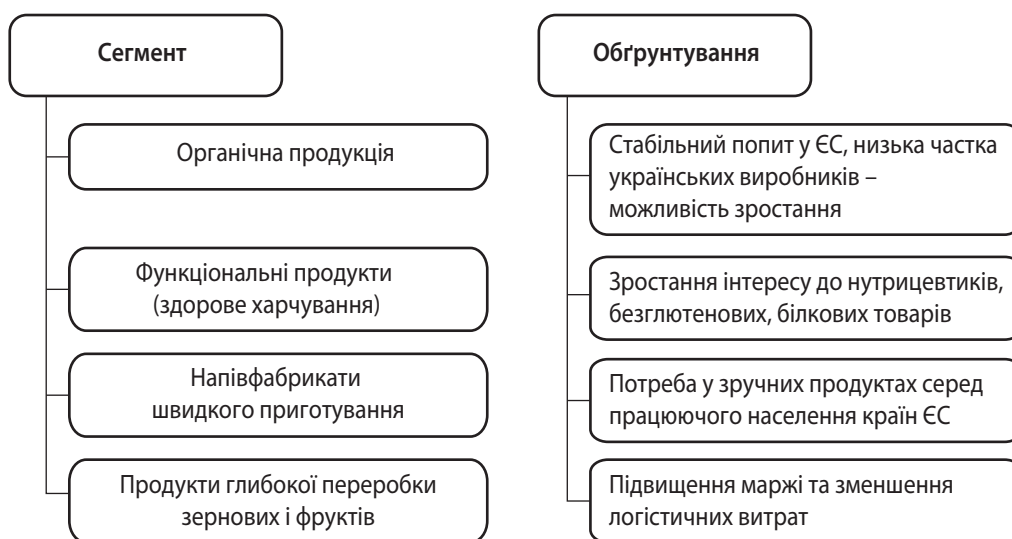 Сегмент
Органічна продукція
Функціональні продукти
(здорове харчування)
Напівфабрикати
швидкого приготування
Продукти глибокої переробки
зернових і фруктів
Обґрунтування
Стабільний попит у ЄС, низька частка
українських виробників –
можливість зростання
Зростання інтересу до нутрицевтиків,
безглютенових, білкових товарів
Потреба у зручних продуктах серед
працюючого населення країн ЄС
Підвищення маржі та зменшення
логістичних витрат